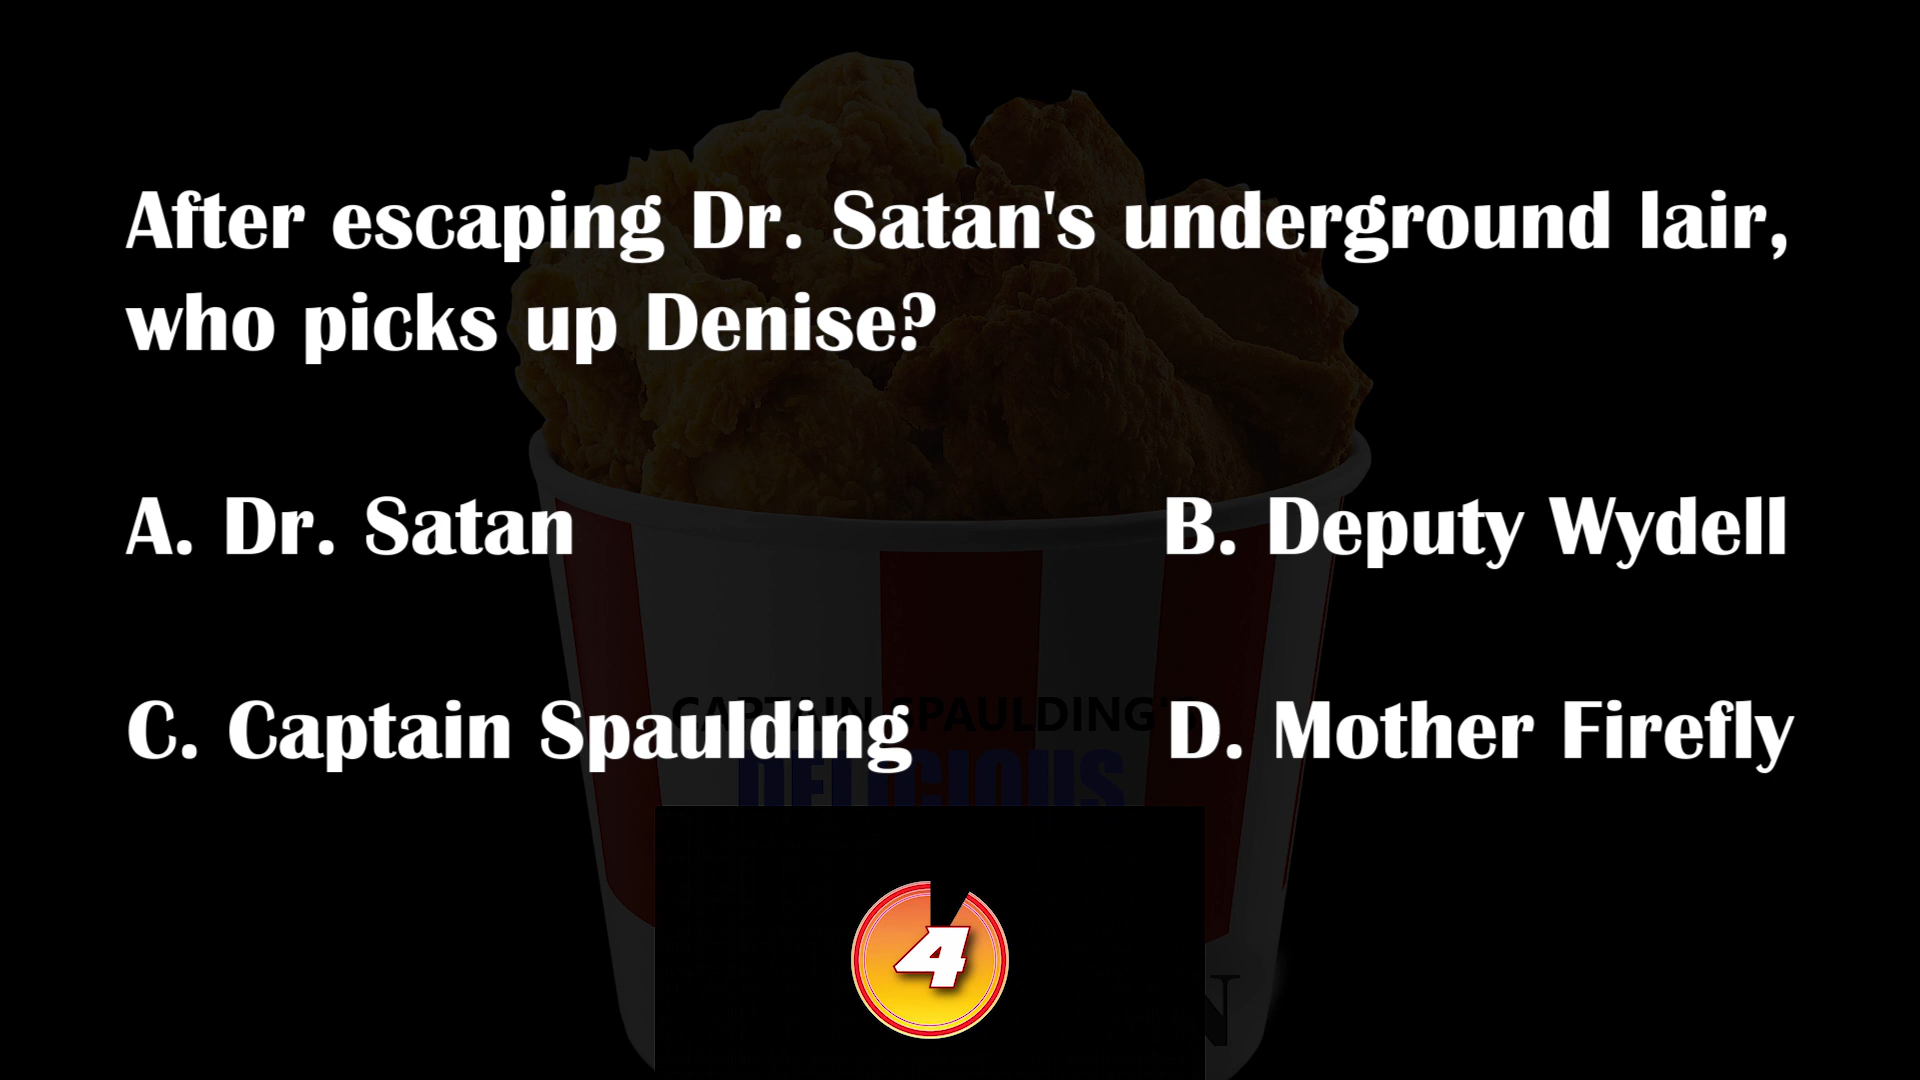 After escaping Dr. Satan's underground lair,
who picks up Denise?
A. Dr. Satan
B. Deputy Wydell
C. Captain Spaulding
D. Mother Firefly
CAPTAIN SPAULDING'S
DELICIOUS
4